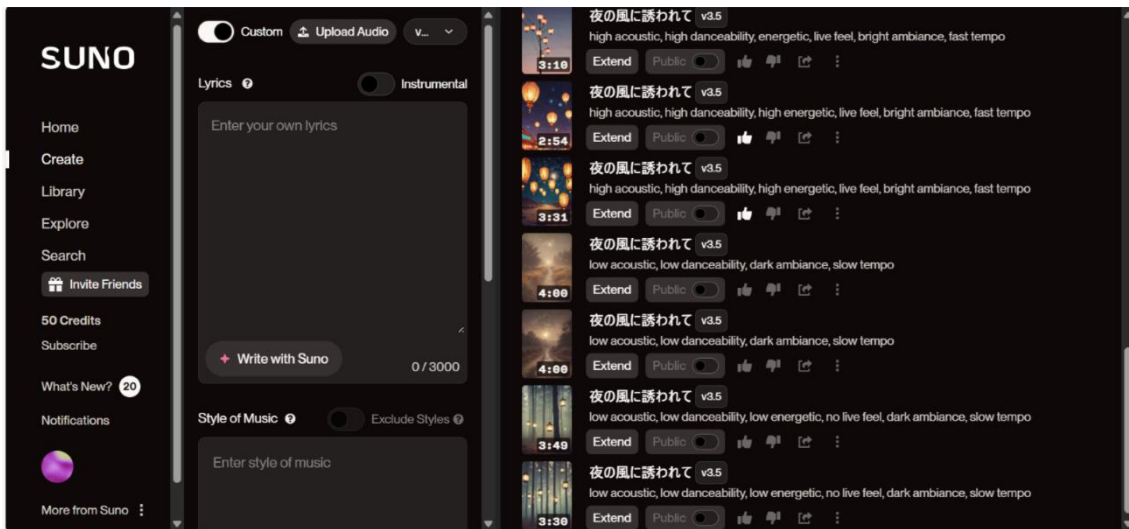 SUNO
Home
Create
Library
Explore
Search
Invite Friends
50 Credits
Subscribe
What's New? 20
Notifications
More from Suno
Custom
Upload Audio
v...
Lyrics
Instrumental
Enter your own lyrics
Write with Suno
0 / 3000
Style of Music
Exclude Styles
Enter style of music
夜の風に誘われて v3.5
high acoustic, high danceability, energetic, live feel, bright ambiance, fast tempo
3:10
Extend Public
夜の風に誘われて v3.5
high acoustic, high danceability, high energetic, live feel, bright ambiance, fast tempo
2:54
Extend Public
夜の風に誘われて v3.5
high acoustic, high danceability, high energetic, live feel, bright ambiance, fast tempo
3:31
Extend Public
夜の風に誘われて v3.5
low acoustic, low danceability, dark ambiance, slow tempo
4:00
Extend Public
夜の風に誘われて v3.5
low acoustic, low danceability, dark ambiance, slow tempo
4:00
Extend Public
夜の風に誘われて v3.5
low acoustic, low danceability, low energetic, no live feel, dark ambiance, slow tempo
3:49
Extend Public
夜の風に誘われて v3.5
low acoustic, low danceability, low energetic, no live feel, dark ambiance, slow tempo
3:30
Extend Public